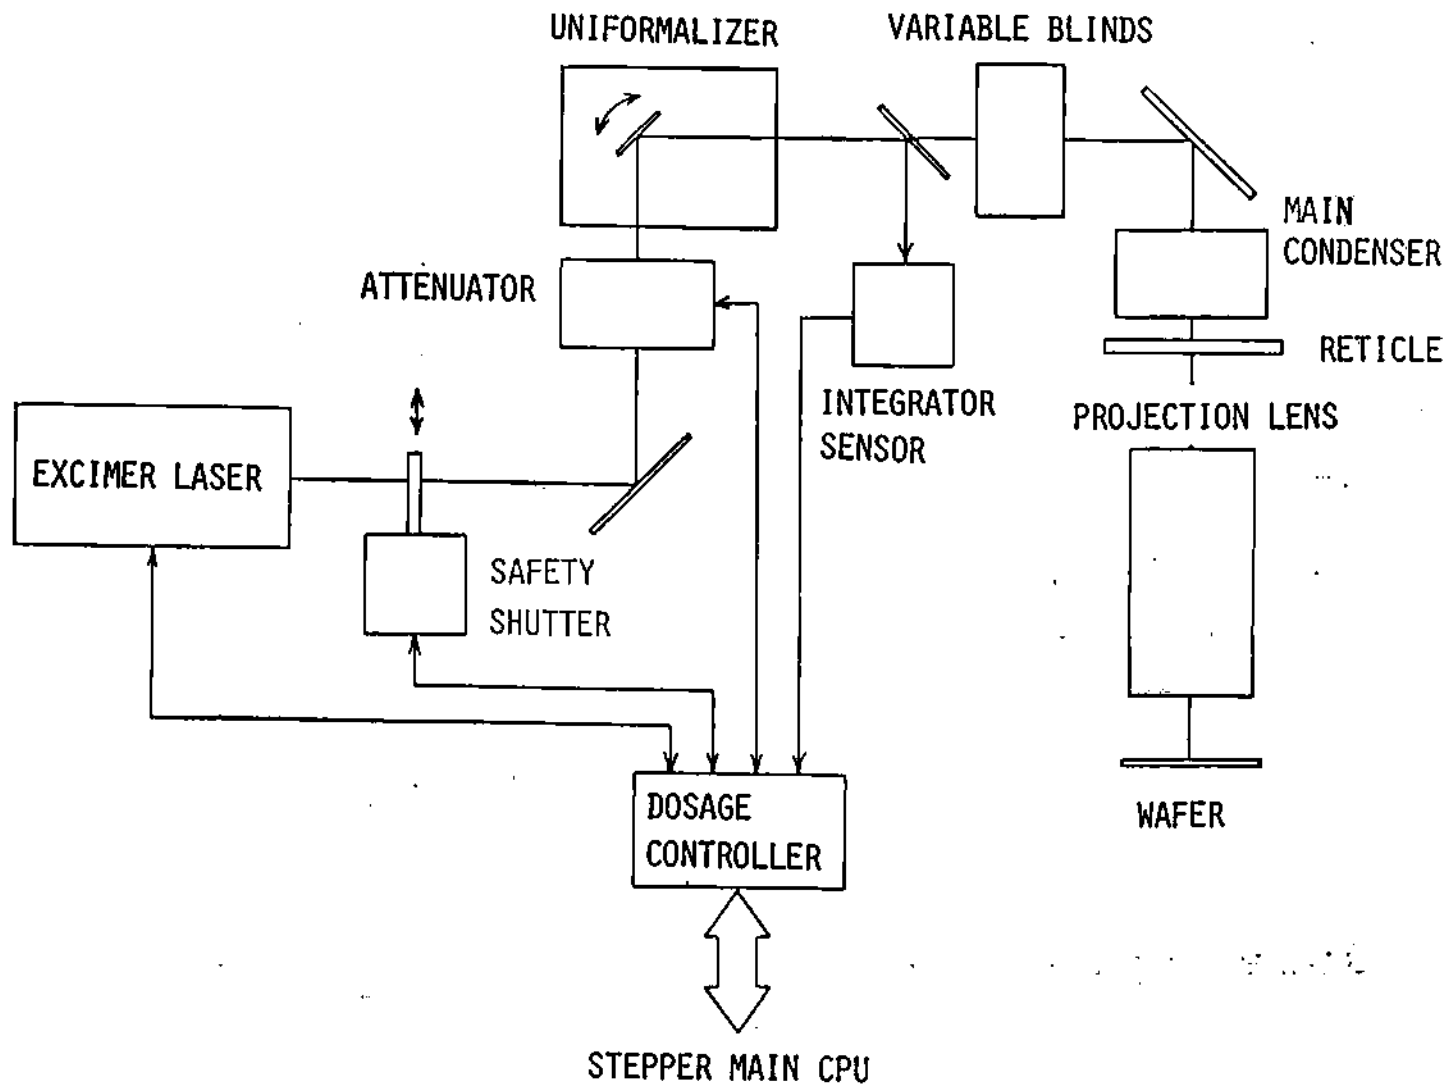 UNIFORMALIZER
VARIABLE BLINDS
MAIN
CONDENSER
ATTENUATOR
RETICLE
INTEGRATOR
SENSOR
PROJECTION LENS
EXCIMER LASER
SAFETY
SHUTTER
DOSAGE
CONTROLLER
WAFER
STEPPER MAIN CPU